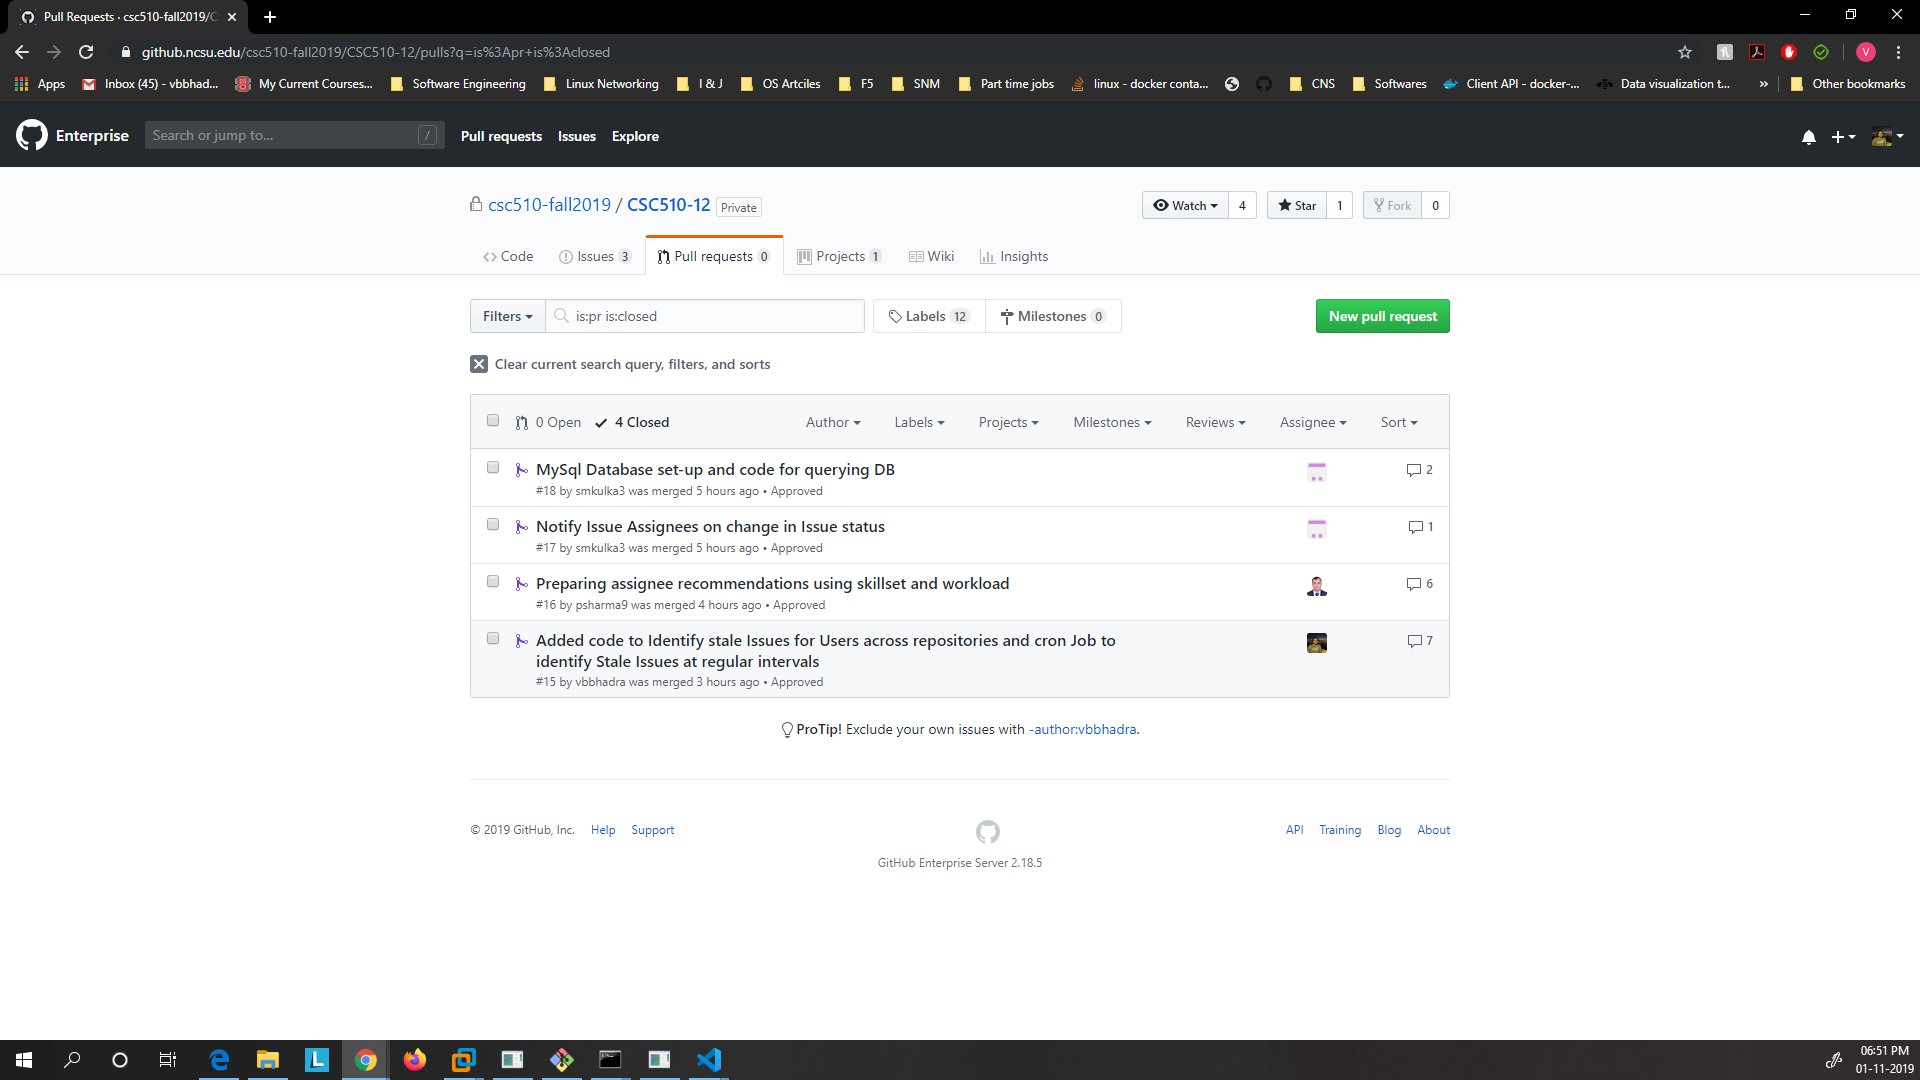 Pull Requests · csc510-fall2019/C
github.ncsu.edu/csc510-fall2019/CSC510-12/pulls?q=is%3Apr+is%3Aclosed
V
Apps
Inbox (45) - vbbhad...
My Current Courses...
Software Engineering
Linux Networking
I & J
OS Artciles
F5
SNM
Part time jobs
linux - docker conta...
CNS
Softwares
Client API - docker-...
Data visualization t...
»
Other bookmarks
Enterprise
Search or jump to...
/
Pull requests
Issues
Explore
csc510-fall2019 / CSC510-12 Private
Watch 4
Star 1
Fork 0
Code
Issues 3
Pull requests 0
Projects 1
Wiki
Insights
Filters
is:pr is:closed
Labels 12
Milestones 0
New pull request
Clear current search query, filters, and sorts
0 Open
4 Closed
Author
Labels
Projects
Milestones
Reviews
Assignee
Sort
MySql Database set-up and code for querying DB
2
#18 by smkulka3 was merged 5 hours ago • Approved
Notify Issue Assignees on change in Issue status
1
#17 by smkulka3 was merged 5 hours ago • Approved
Preparing assignee recommendations using skillset and workload
6
#16 by psharma9 was merged 4 hours ago • Approved
Added code to Identify stale Issues for Users across repositories and cron Job to
identify Stale Issues at regular intervals
7
#15 by vbbhadra was merged 3 hours ago • Approved
ProTip! Exclude your own issues with -author:vbbhadra.
© 2019 GitHub, Inc.
Help
Support
API
Training
Blog
About
GitHub Enterprise Server 2.18.5
L
06:51 PM
01-11-2019